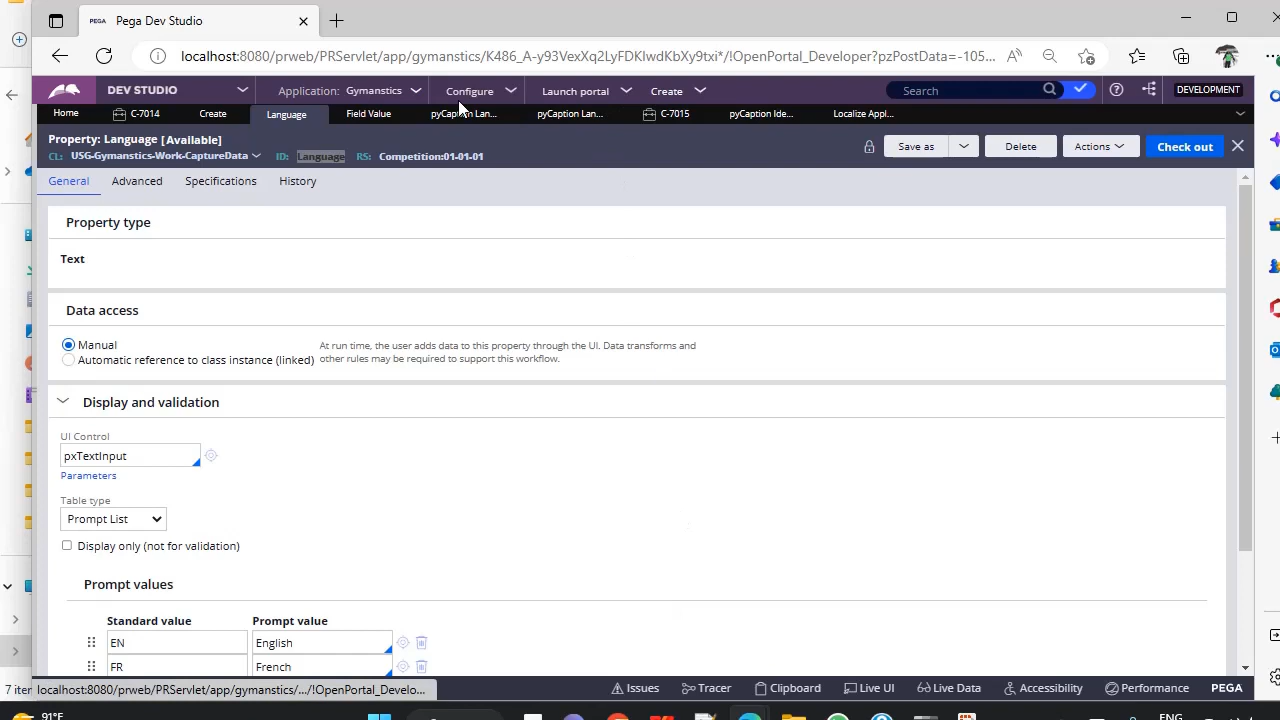 PEGA Pega Dev Studio
localhost:8080/prweb/PRServlet/app/gymanstics/K486_A-y93VexXq2LyFDKIwdKbXy9txi*/!OpenPortal_Developer?pzPostData=-105...
DEV STUDIO Application: Gymanstics Configure Launch portal Create Search DEVELOPMENT
Home C-7014 Create Language Field Value pyCaption Lan... pyCaption Lan... C-7015 pyCaption Ide... Localize Appl...
Property: Language [Available]
CL: USG-Gymanstics-Work-CaptureData ID: Language RS: Competition:01-01-01
Save as Delete Actions Check out
General Advanced Specifications History
Property type
Text
Data access
Manual
Automatic reference to class instance (linked)
At run time, the user adds data to this property through the UI. Data transforms and
other rules may be required to support this workflow.
Display and validation
UI Control
pxTextInput
Parameters
Table type
Prompt List
Display only (not for validation)
Prompt values
Standard value Prompt value
EN English
FR French
7 iten localhost:8080/prweb/PRServlet/app/gymanstics/.../!OpenPortal_Develo...
Issues Tracer Clipboard Live UI Live Data Accessibility Performance PEGA
91°F ENG